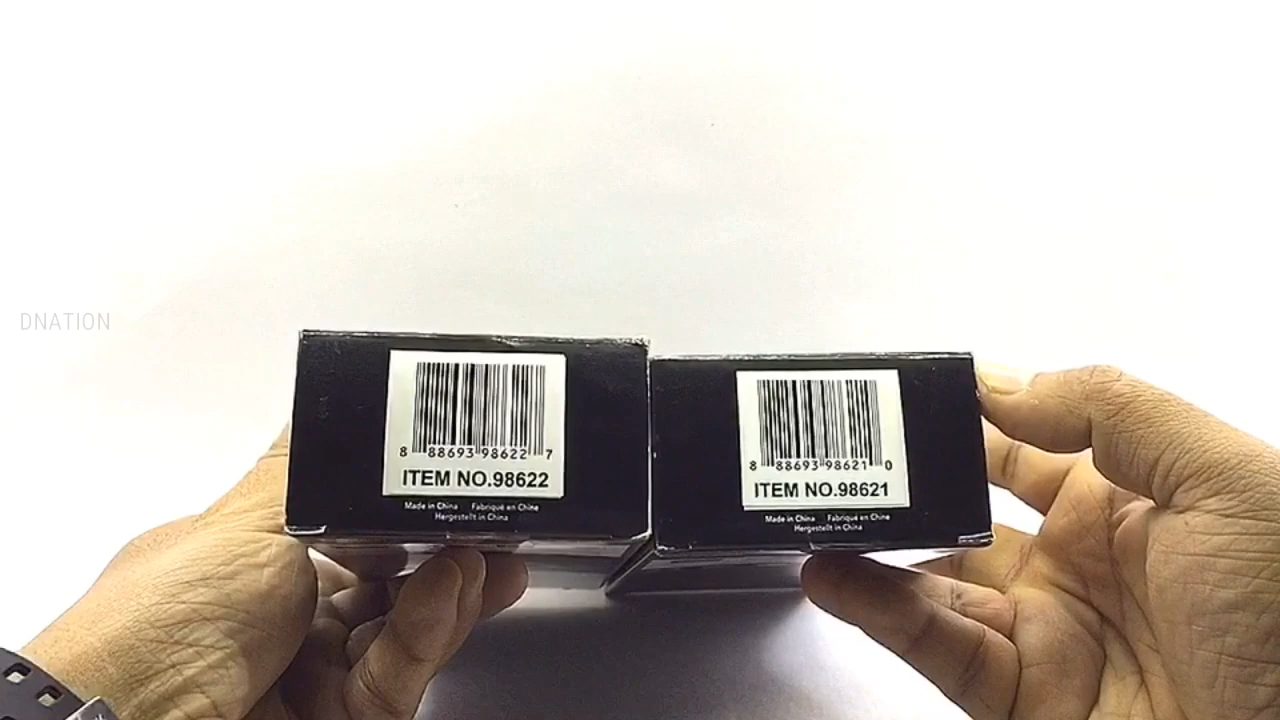 DNATION
8 88693 98622 7
ITEM NO.98622
Made in China Fabriqué en Chine
Hergestellt in China
8 88693 98621 0
ITEM NO.98621
Made in China Fabriqué en Chine
Hergestellt in China